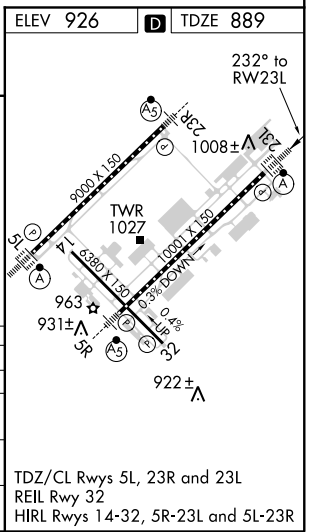 ELEV 926
D
TDZE 889
232° to
RW23L
A5
23R
1008±
23L
P
9000 X 150
P
A
TWR
1027
10001 X 150
5L
P
14
A
6380 X 150
0.3% DOWN
963
931±
P
UP
0.4%
5R
A5
P
32
922±
TDZ/CL Rwys 5L, 23R and 23L
REIL Rwy 32
HIRL Rwys 14-32, 5R-23L and 5L-23R